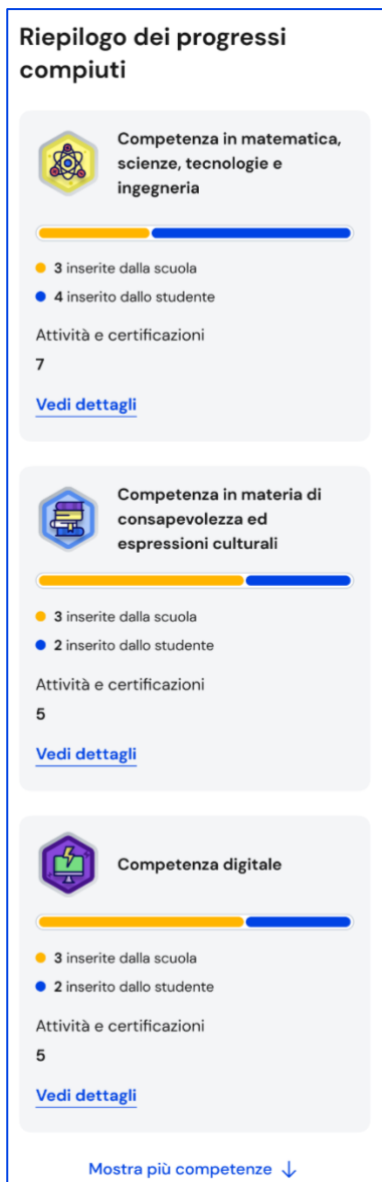 Riepilogo dei progressi
compiuti
Competenza in matematica,
scienze, tecnologie e
ingegneria
3 inserite dalla scuola
4 inserito dallo studente
Attività e certificazioni
7
Vedi dettagli
Competenza in materia di
consapevolezza ed
espressioni culturali
3 inserite dalla scuola
2 inserito dallo studente
Attività e certificazioni
5
Vedi dettagli
Competenza digitale
3 inserite dalla scuola
2 inserito dallo studente
Attività e certificazioni
5
Vedi dettagli
Mostra più competenze ↓